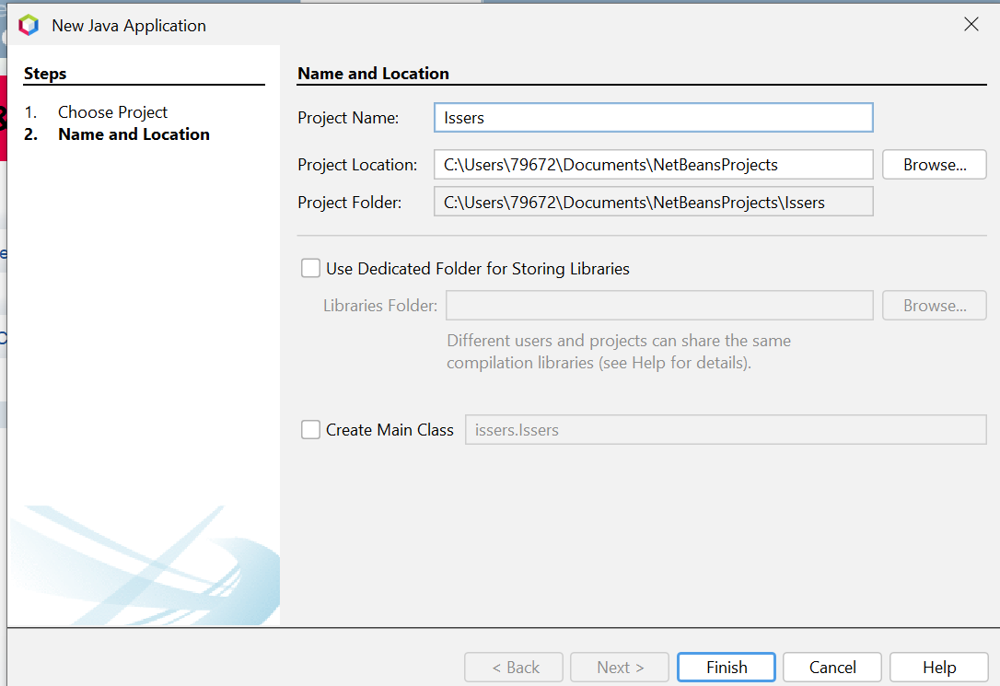 New Java Application
Steps
1. Choose Project
2. Name and Location
Name and Location
Project Name: Issers
Project Location: C:\Users\79672\Documents\NetBeansProjects Browse...
Project Folder: C:\Users\79672\Documents\NetBeansProjects\Issers
Use Dedicated Folder for Storing Libraries
Libraries Folder: Browse...
Different users and projects can share the same
compilation libraries (see Help for details).
Create Main Class issers.Issers
< Back Next > Finish Cancel Help